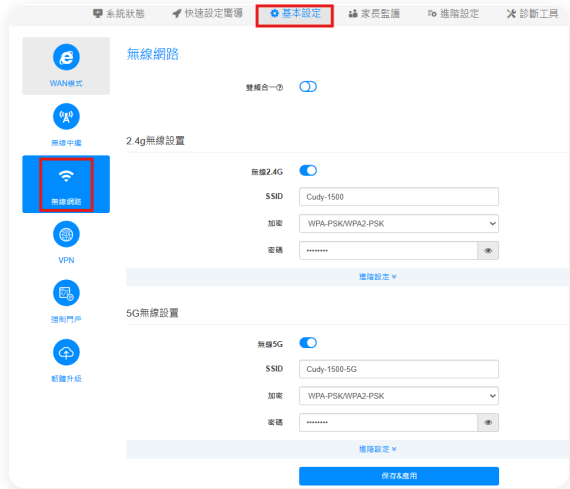 系統狀態 快速設定嚮導 基本設定 家長監護 進階設定 診斷工具
WAN模式
無線中繼
無線網路
VPN
強制門戶
韌體升級
無線網路
雙頻合一
2.4g無線設置
無線2.4G
SSID Cudy-1500
加密 WPA-PSK/WPA2-PSK
密碼 ••••••••
進階設定
5G無線設置
無線5G
SSID Cudy-1500-5G
加密 WPA-PSK/WPA2-PSK
密碼 ••••••••
進階設定
保存&應用